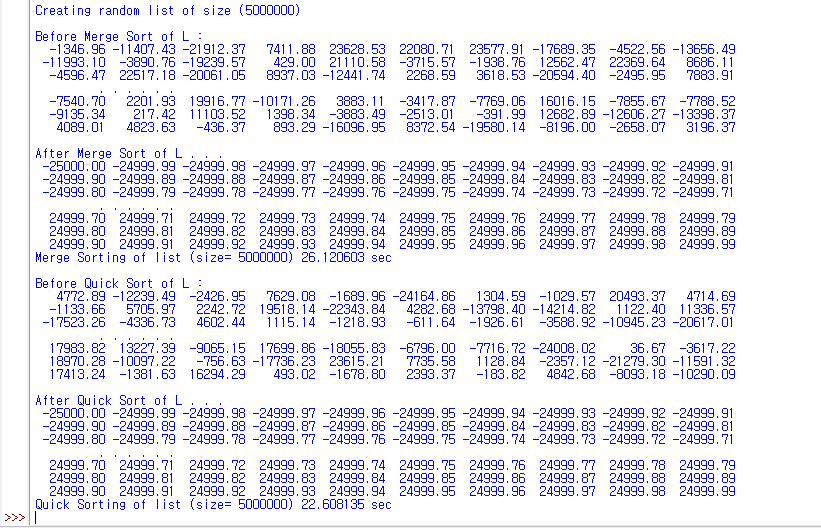 Creating random list of size (5000000)
Before Merge Sort of L :
-1346.96 -11407.43 -21912.37 7411.88 23628.53 22080.71 23577.91 -17689.35 -4522.56 -13656.49
-11993.10 -3890.76 -19239.57 429.00 21110.58 -3715.57 -1938.76 12562.47 22369.64 8686.11
-4596.47 22517.18 -20061.05 8937.03 -12441.74 2268.59 3618.53 -20594.40 -2495.95 7883.91
. . . . . .
-7540.70 2201.93 19916.77 -10171.26 3883.11 -3417.87 -7769.06 16016.15 -7855.67 -7788.52
-9135.34 217.42 11103.52 1398.34 -3883.49 -2513.01 -391.99 12682.89 -12606.27 -13398.37
4089.01 4823.63 -436.37 893.29 -16096.95 8372.54 -19580.14 -8196.00 -2658.07 3196.37
After Merge Sort of L . . .
-25000.00 -24999.99 -24999.98 -24999.97 -24999.96 -24999.95 -24999.94 -24999.93 -24999.92 -24999.91
-24999.90 -24999.89 -24999.88 -24999.87 -24999.86 -24999.85 -24999.84 -24999.83 -24999.82 -24999.81
-24999.80 -24999.79 -24999.78 -24999.77 -24999.76 -24999.75 -24999.74 -24999.73 -24999.72 -24999.71
. . . . . .
24999.70 24999.71 24999.72 24999.73 24999.74 24999.75 24999.76 24999.77 24999.78 24999.79
24999.80 24999.81 24999.82 24999.83 24999.84 24999.85 24999.86 24999.87 24999.88 24999.89
24999.90 24999.91 24999.92 24999.93 24999.94 24999.95 24999.96 24999.97 24999.98 24999.99
Merge Sorting of list (size= 5000000) 26.120603 sec
Before Quick Sort of L :
4772.89 -12239.49 -2426.95 7629.08 -1689.96 -24164.86 1304.59 -1029.57 20493.37 4714.69
-1133.66 5705.97 2242.72 19518.14 -22343.84 4282.68 -13798.40 -14214.82 1122.40 11336.57
-17523.26 -4336.73 4602.44 1115.14 -1218.93 -611.64 -1926.61 -3588.92 -10945.23 -20617.01
. . . . . .
17983.82 13227.39 -9065.15 17699.86 -18055.83 -6796.00 -7716.72 -24008.02 36.67 -3617.22
18970.28 -10097.22 -756.63 -17736.23 23615.21 7735.58 1128.84 -2357.12 -21279.30 -11591.32
17413.24 -1381.63 16294.29 493.02 -1678.80 2393.37 -183.82 4842.68 -8093.18 -10290.09
After Quick Sort of L . . .
-25000.00 -24999.99 -24999.98 -24999.97 -24999.96 -24999.95 -24999.94 -24999.93 -24999.92 -24999.91
-24999.90 -24999.89 -24999.88 -24999.87 -24999.86 -24999.85 -24999.84 -24999.83 -24999.82 -24999.81
-24999.80 -24999.79 -24999.78 -24999.77 -24999.76 -24999.75 -24999.74 -24999.73 -24999.72 -24999.71
. . . . . .
24999.70 24999.71 24999.72 24999.73 24999.74 24999.75 24999.76 24999.77 24999.78 24999.79
24999.80 24999.81 24999.82 24999.83 24999.84 24999.85 24999.86 24999.87 24999.88 24999.89
24999.90 24999.91 24999.92 24999.93 24999.94 24999.95 24999.96 24999.97 24999.98 24999.99
Quick Sorting of list (size= 5000000) 22.608135 sec
>>>